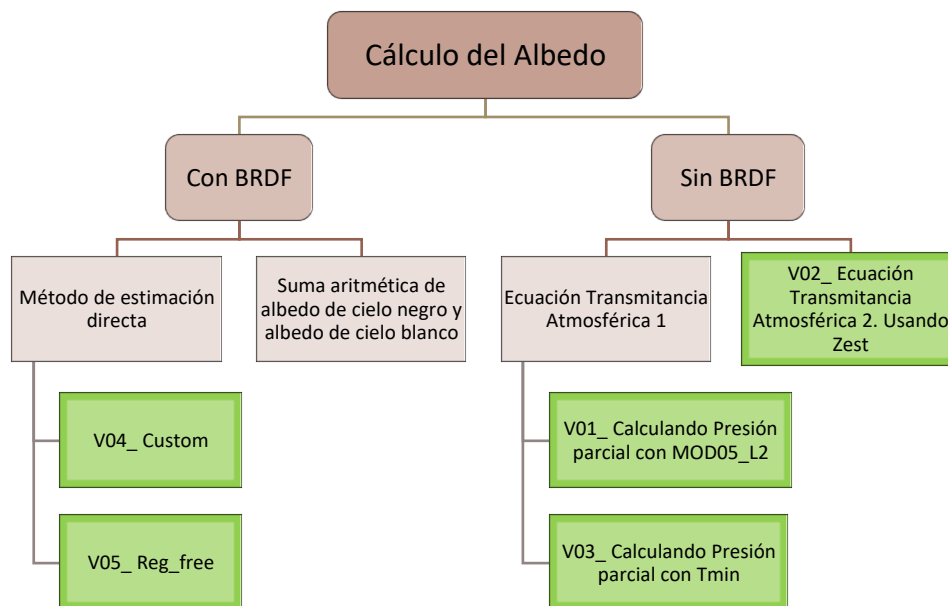 Cálculo del Albedo
Con BRDF
Sin BRDF
Método de estimación
directa
Suma aritmética de
albedo de cielo negro y
albedo de cielo blanco
Ecuación Transmitancia
Atmosférica 1
V02_ Ecuación
Transmitancia
Atmosférica 2. Usando
Zest
V04_ Custom
V01_ Calculando Presión
parcial con MOD05_L2
V05_ Reg_free
V03_ Calculando Presión
parcial con Tmin